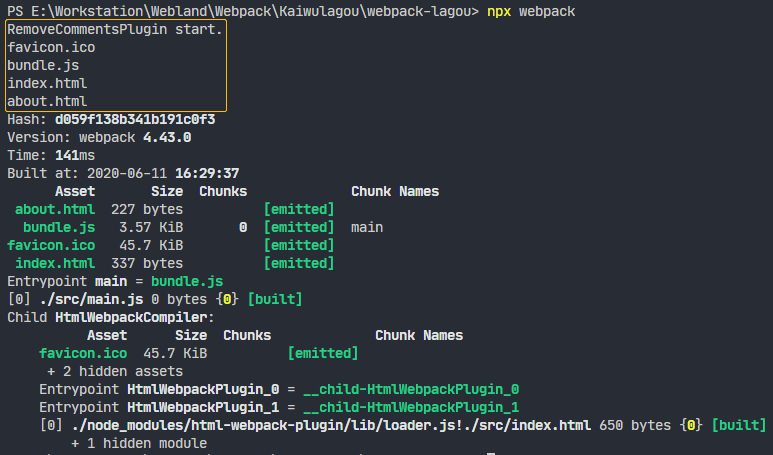 PS E:\Workstation\Webland\Webpack\Kaiwulagou\webpack-lagou> npx webpack
RemoveCommentsPlugin start.
favicon.ico
bundle.js
index.html
about.html
Hash: d059f138b341b191c0f3
Version: webpack 4.43.0
Time: 141ms
Built at: 2020-06-11 16:29:37
Asset Size Chunks Chunk Names
about.html 227 bytes [emitted]
bundle.js 3.57 KiB 0 [emitted] main
favicon.ico 45.7 KiB [emitted]
index.html 337 bytes [emitted]
Entrypoint main = bundle.js
[0] ./src/main.js 0 bytes {0} [built]
Child HtmlWebpackCompiler:
Asset Size Chunks Chunk Names
favicon.ico 45.7 KiB [emitted]
+ 2 hidden assets
Entrypoint HtmlWebpackPlugin_0 = __child-HtmlWebpackPlugin_0
Entrypoint HtmlWebpackPlugin_1 = __child-HtmlWebpackPlugin_1
[0] ./node_modules/html-webpack-plugin/lib/loader.js!./src/index.html 650 bytes {0} [built]
+ 1 hidden module